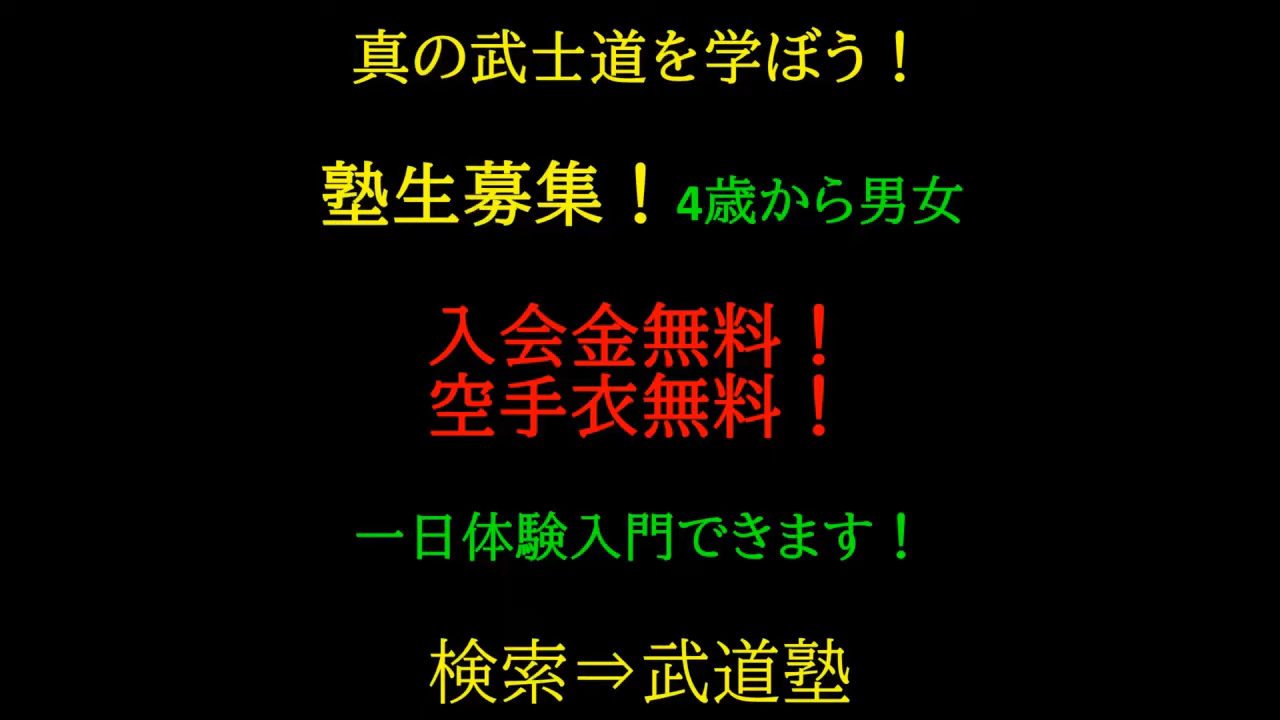 真の武士道を学ぼう！
塾生募集！4歳から男女
入会金無料！
空手衣無料！
一日体験入門できます！
検索⇒武道塾